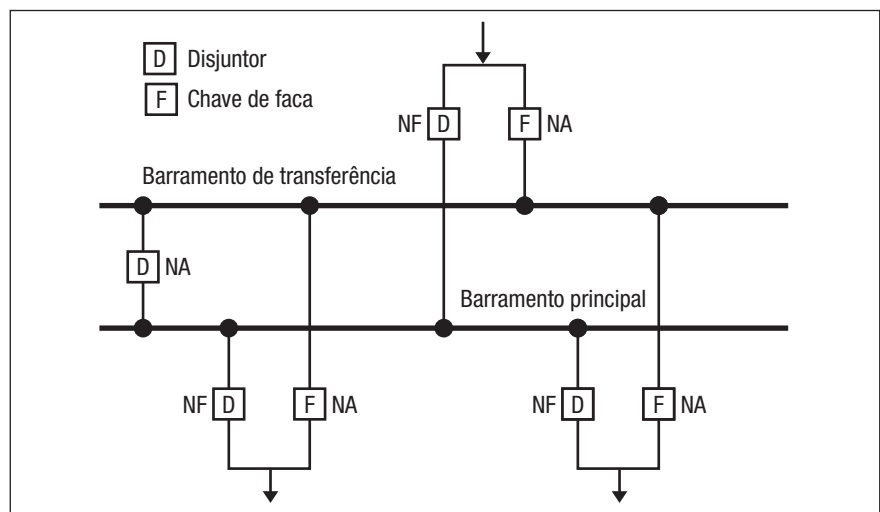 D Disjuntor
F Chave de faca
NF D F NA
Barramento de transferência
D NA
Barramento principal
NF D F NA NF D F NA